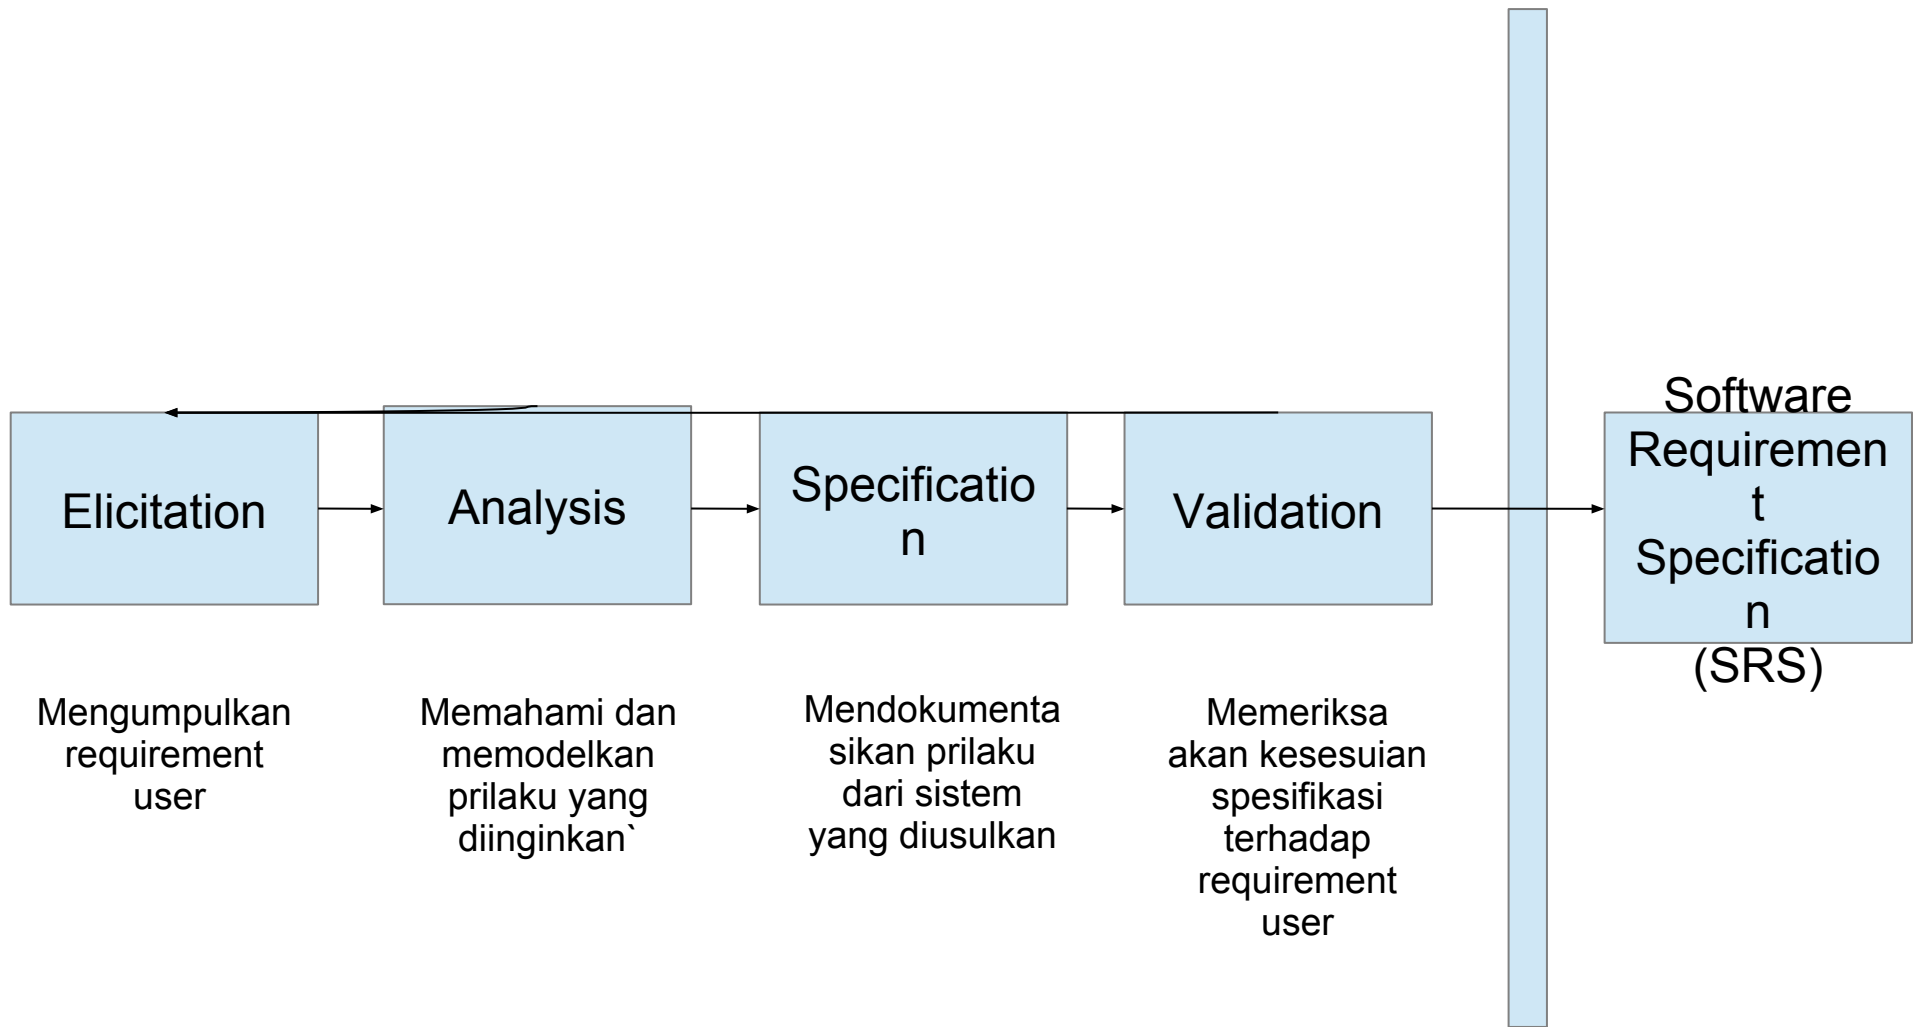 Elicitation
Analysis
Specificatio
n
Validation
Software
Requiremen
t
Specificatio
n
(SRS)
Mengumpulkan
requirement
user
Memahami dan
memodelkan
prilaku yang
diinginkan`
Mendokumenta
sikan prilaku
dari sistem
yang diusulkan
Memeriksa
akan kesesuian
spesifikasi
terhadap
requirement
user